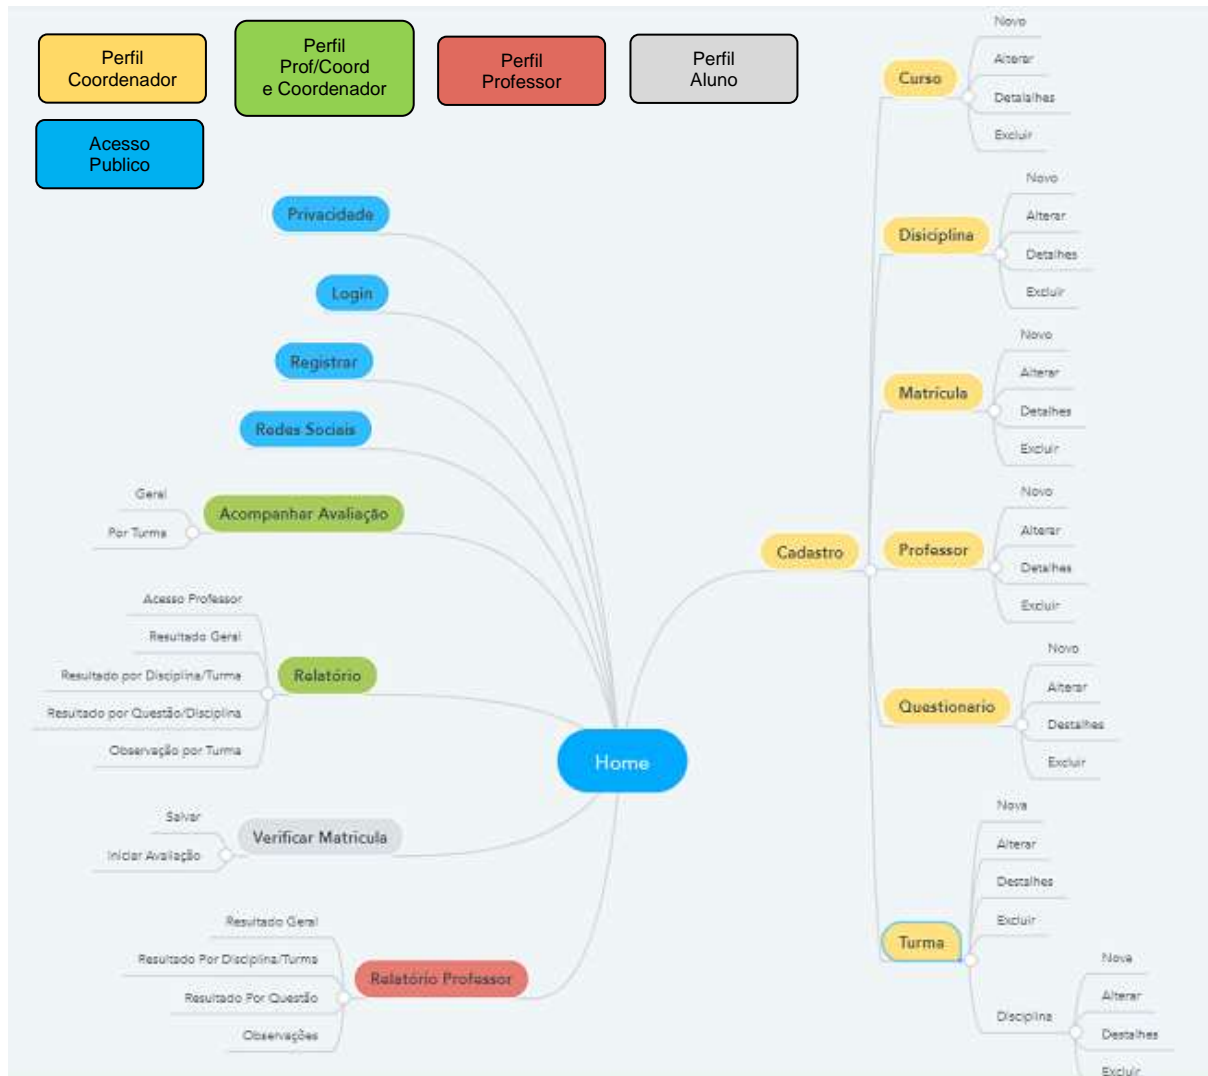 Perfil
Coordenador
Perfil
Prof/Coord
e Coordenador
Perfil
Professor
Perfil
Aluno
Acesso
Publico
Privacidade
Login
Registrar
Redes Sociais
Acompanhar Avaliação
Geral
Por Turma
Relatório
Acesso Professor
Resultado Geral
Resultado por Disciplina/Turma
Resultado por Questão/Disciplina
Observação por Turma
Home
Verificar Matricula
Salvar
Iniciar Avaliação
Relatório Professor
Resultado Geral
Resultado Por Disciplina/Turma
Resultado Por Questão
Observações
Cadastro
Curso
Novo
Alterar
Detalalhes
Excluir
Disiciplina
Novo
Alterar
Detalhes
Excluir
Matrícula
Novo
Alterar
Detalhes
Excluir
Professor
Novo
Alterar
Detalhes
Excluir
Questionario
Novo
Alterar
Destalhes
Excluir
Turma
Nova
Alterar
Destalhes
Excluir
Disciplina
Nova
Alterar
Destalhes
Excluir